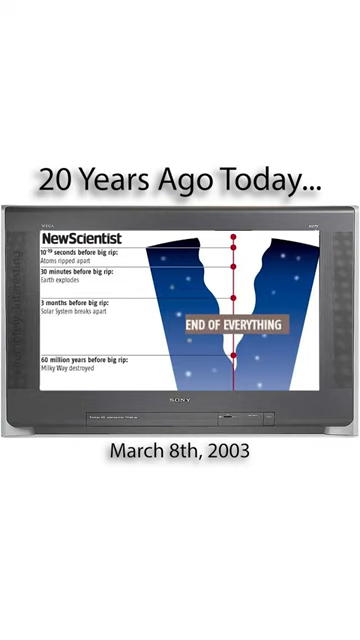 20 Years Ago Today...
WEGA
HDTV
NewScientist
10⁻¹⁹ seconds before big rip:
Atoms ripped apart
30 minutes before big rip:
Earth explodes
3 months before big rip:
Solar System breaks apart
END OF EVERYTHING
60 million years before big rip:
Milky Way destroyed
SONY
March 8th, 2003